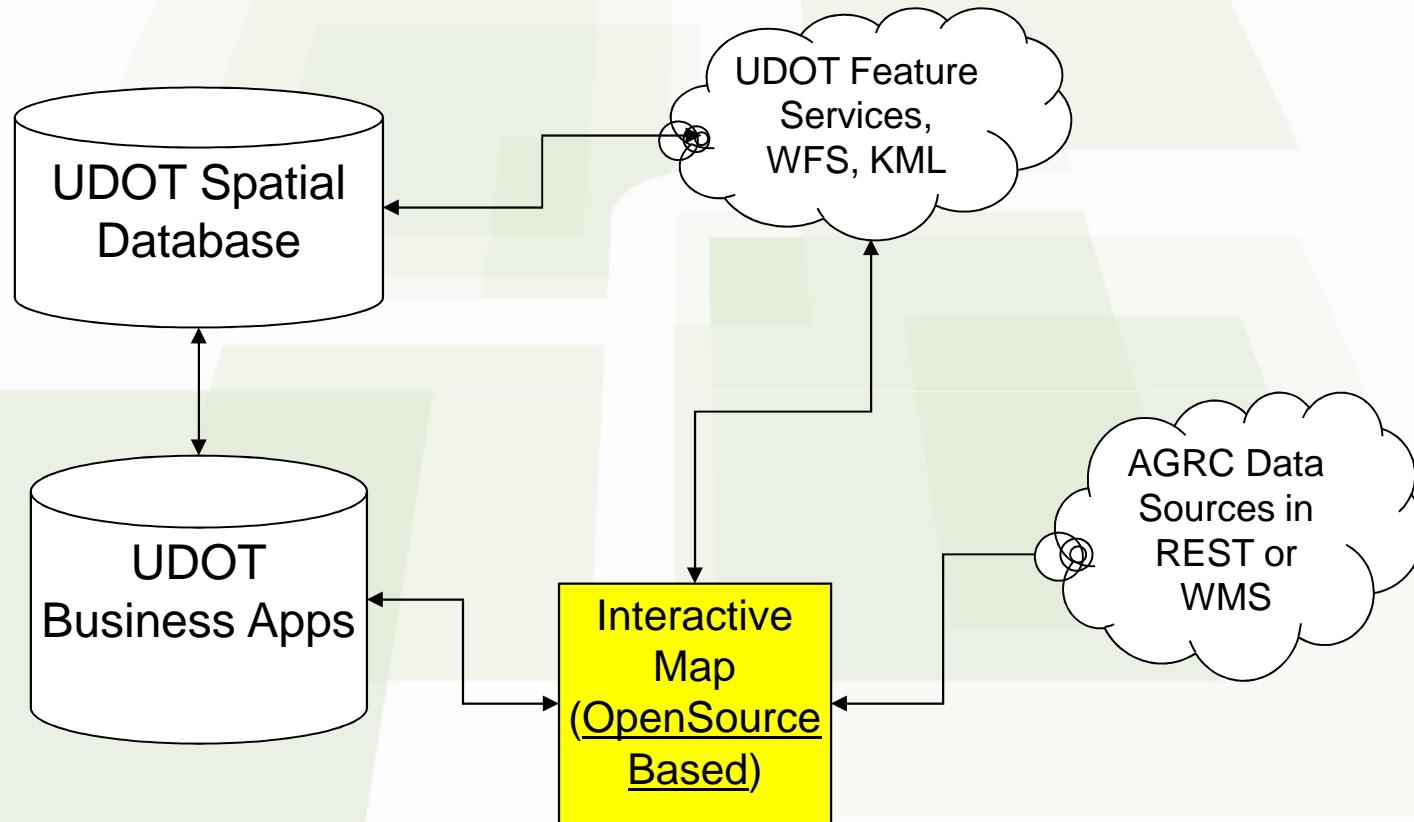 UDOT Feature
Services,
WFS, KML
UDOT Spatial
Database
AGRC Data
Sources in
REST or
WMS
UDOT
Business Apps
Interactive
Map
(OpenSource
Based)